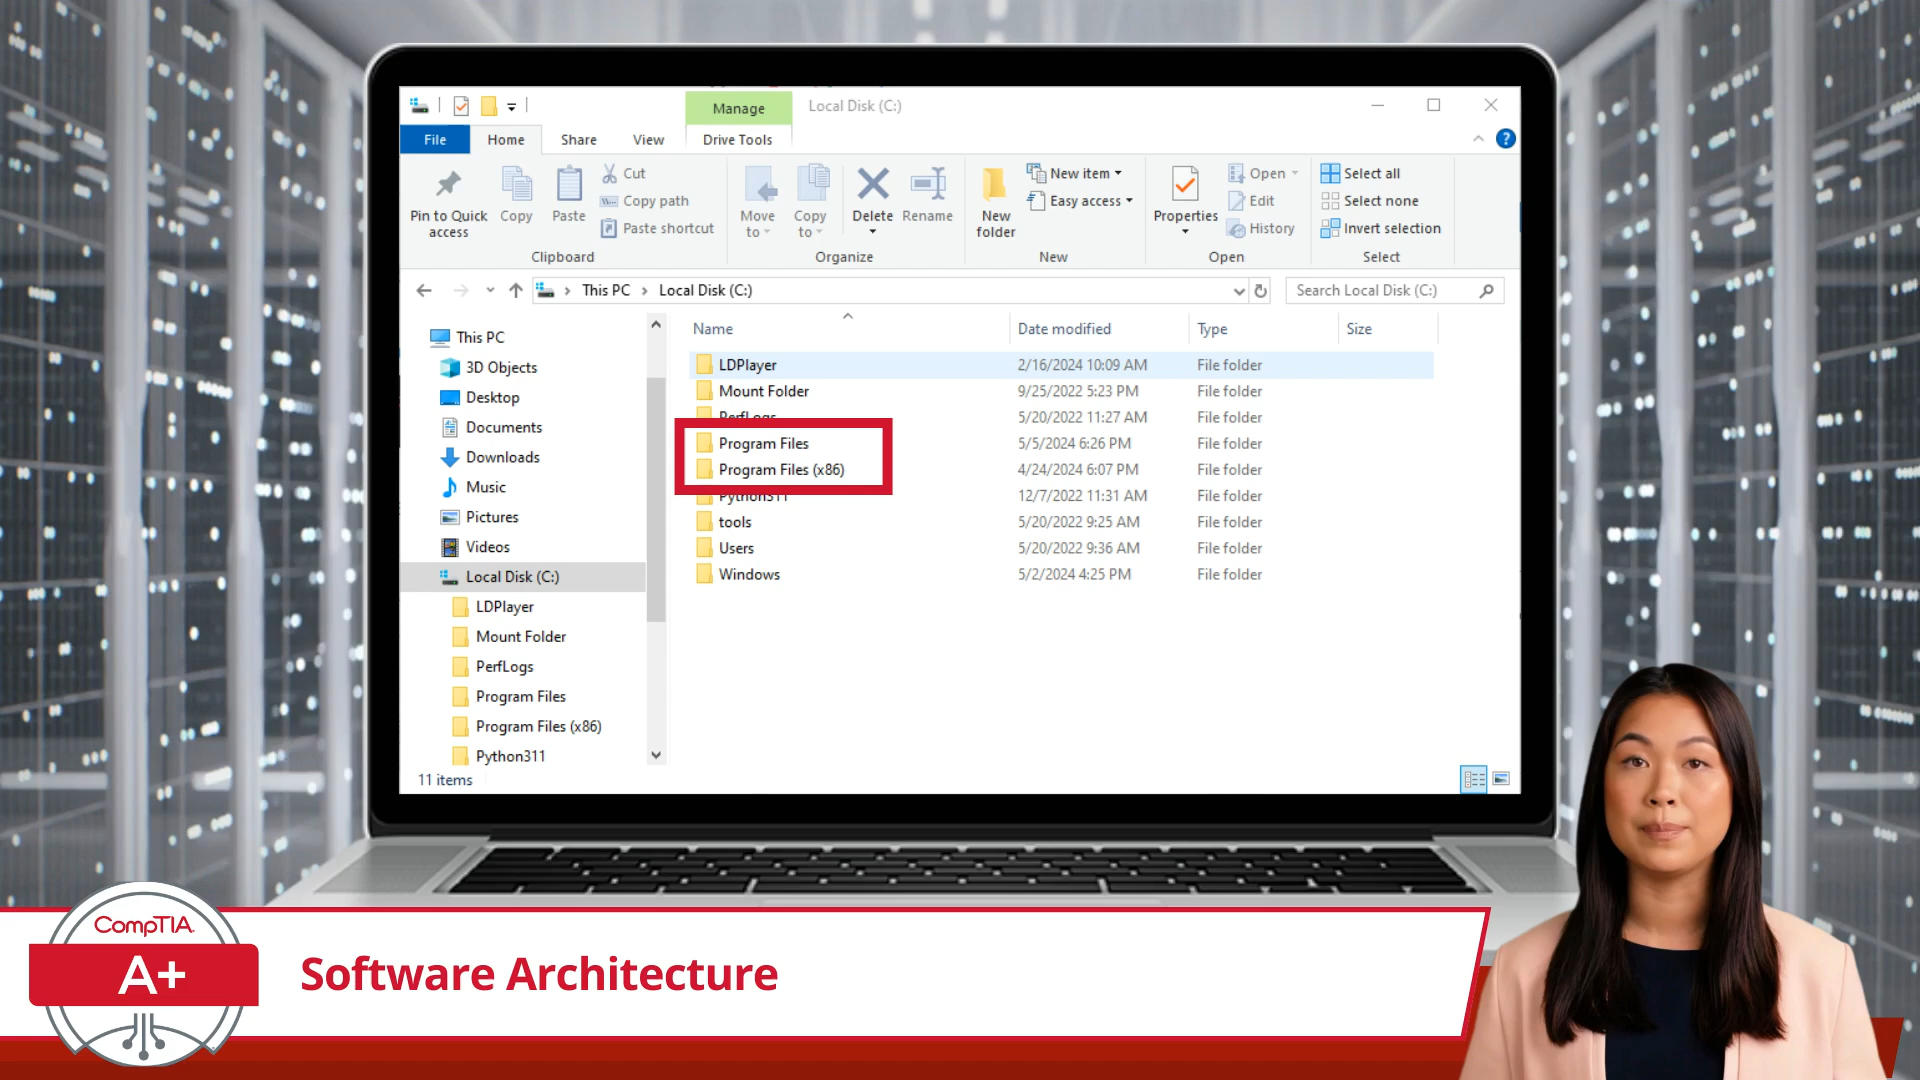 Manage
Local Disk (C:)
File
Home
Share
View
Drive Tools
?
Pin to Quick
access
Copy
Paste
Cut
Copy path
Paste shortcut
Clipboard
Move
to
Copy
to
Delete
Rename
Organize
New
folder
New item
Easy access
New
Properties
Open
Edit
History
Open
Select all
Select none
Invert selection
Select
This PC
Local Disk (C:)
Search Local Disk (C:)
This PC
3D Objects
Desktop
Documents
Downloads
Music
Pictures
Videos
Local Disk (C:)
LDPlayer
Mount Folder
PerfLogs
Program Files
Program Files (x86)
Python311
11 items
Name Date modified Type Size
LDPlayer 2/16/2024 10:09 AM File folder
Mount Folder 9/25/2022 5:23 PM File folder
PerfLogs 5/20/2022 11:27 AM File folder
Program Files 5/5/2024 6:26 PM File folder
Program Files (x86) 4/24/2024 6:07 PM File folder
Python311 12/7/2022 11:31 AM File folder
tools 5/20/2022 9:25 AM File folder
Users 5/20/2022 9:36 AM File folder
Windows 5/2/2024 4:25 PM File folder
CompTIA.
A+
Software Architecture